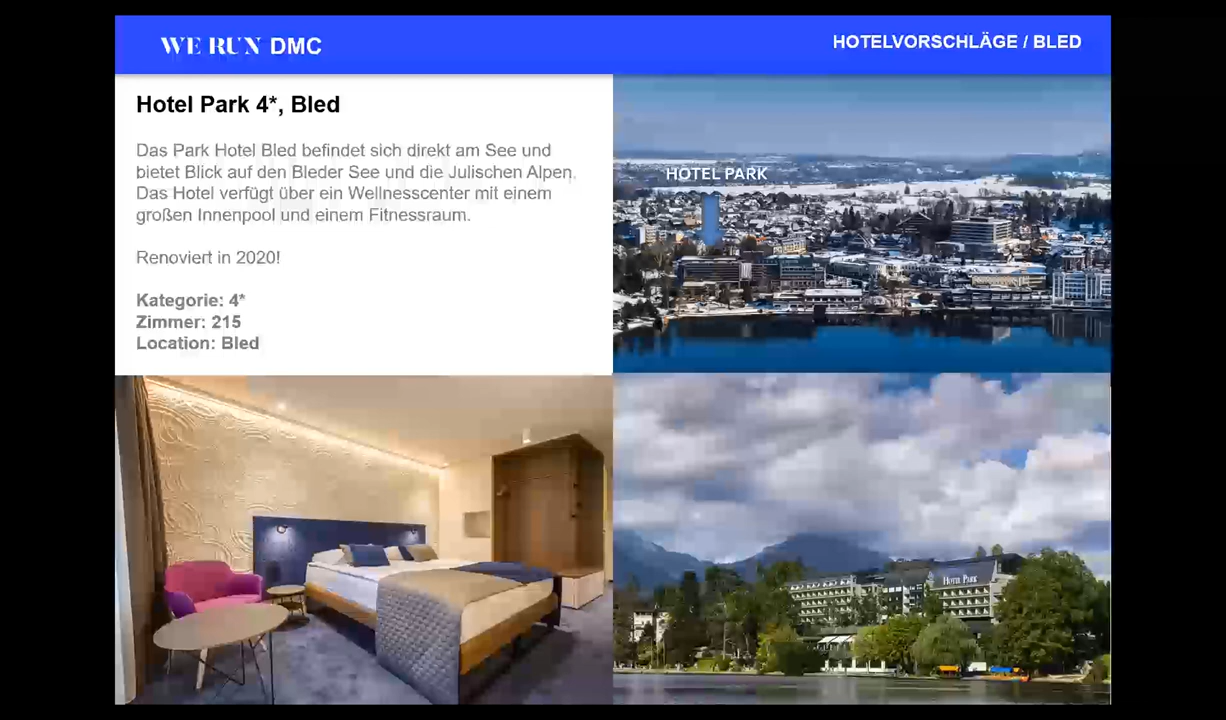 WE RUN DMC
HOTELVORSCHLÄGE / BLED
Hotel Park 4*, Bled
Das Park Hotel Bled befindet sich direkt am See und
bietet Blick auf den Bleder See und die Julischen Alpen.
Das Hotel verfügt über ein Wellnesscenter mit einem
großen Innenpool und einem Fitnessraum.
Renoviert in 2020!
Kategorie: 4*
Zimmer: 215
Location: Bled
HOTEL PARK
HOTEL PARK